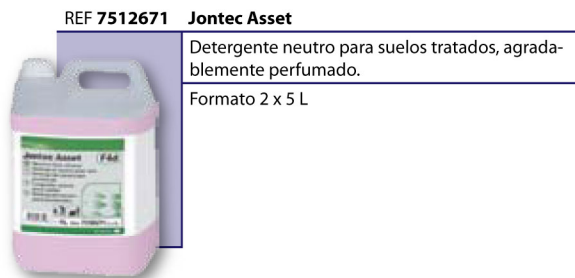 REF 7512671 Jontec Asset
Detergente neutro para suelos tratados, agrada-
blemente perfumado.
Formato 2 x 5 L
Jontec Asset F4d